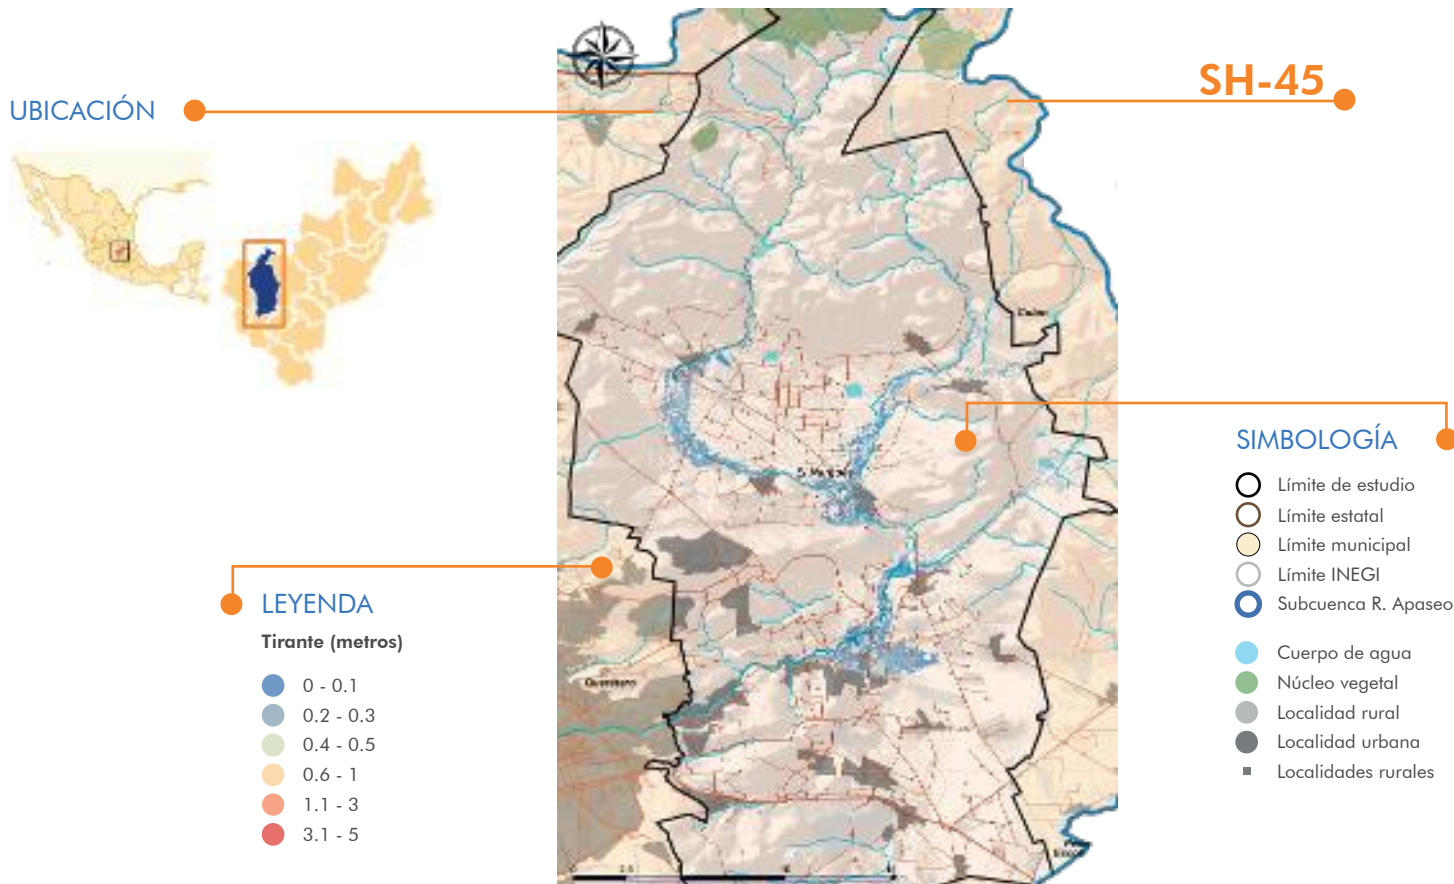 SH-45
UBICACIÓN
Colón
SIMBOLOGÍA
Límite de estudio
Límite estatal
Límite municipal
Límite INEGI
Subcuenca R. Apaseo
Cuerpo de agua
Núcleo vegetal
Localidad rural
Localidad urbana
Localidades rurales
LEYENDA
Tirante (metros)
0 - 0.1
0.2 - 0.3
0.4 - 0.5
0.6 - 1
1.1 - 3
3.1 - 5
Querétaro